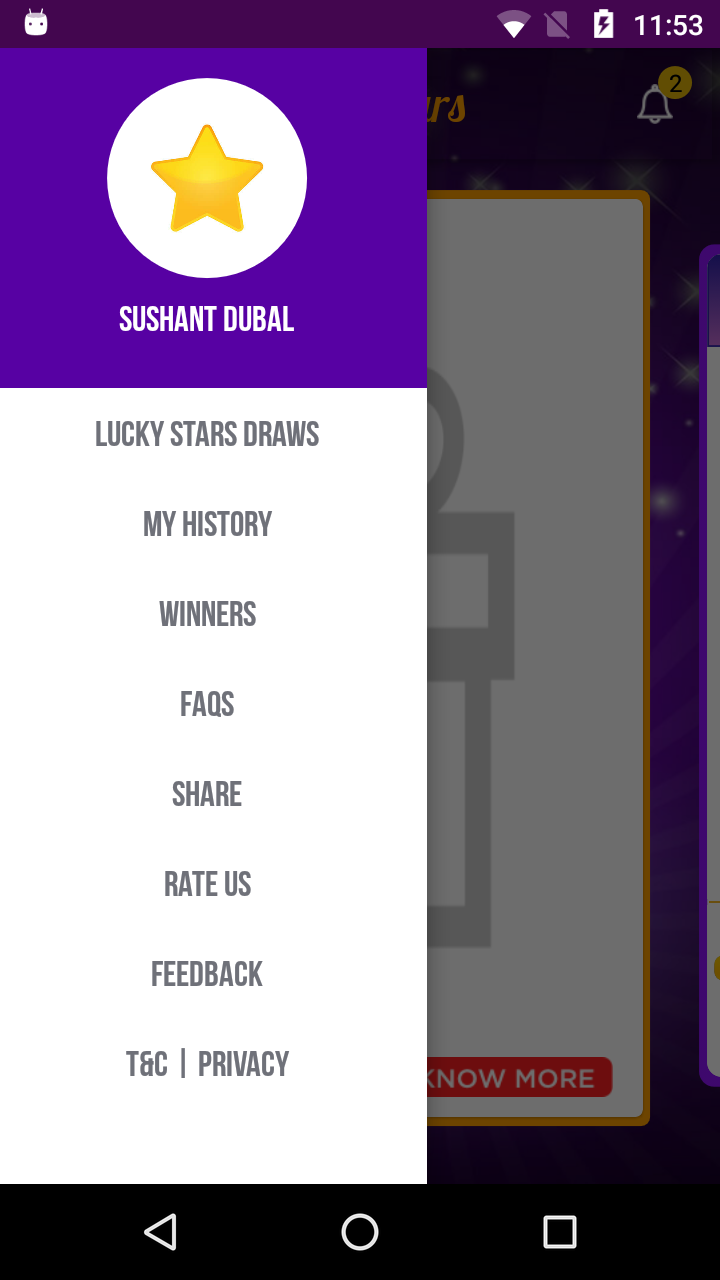 11:53
2
SUSHANT DUBAL
LUCKY STARS DRAWS
MY HISTORY
WINNERS
FAQS
SHARE
RATE US
FEEDBACK
T&C | PRIVACY
KNOW MORE